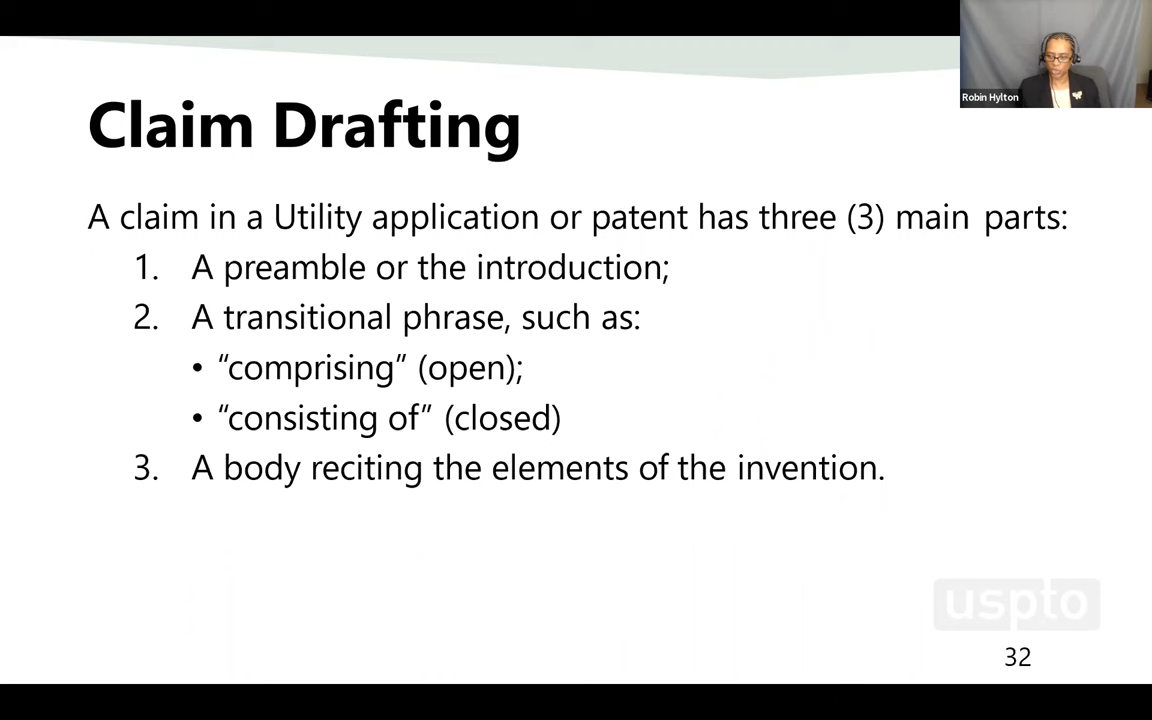 Robin Hylton
Claim Drafting
A claim in a Utility application or patent has three (3) main parts:
1. A preamble or the introduction;
2. A transitional phrase, such as:
• “comprising” (open);
• “consisting of” (closed)
3. A body reciting the elements of the invention.
uspto
32